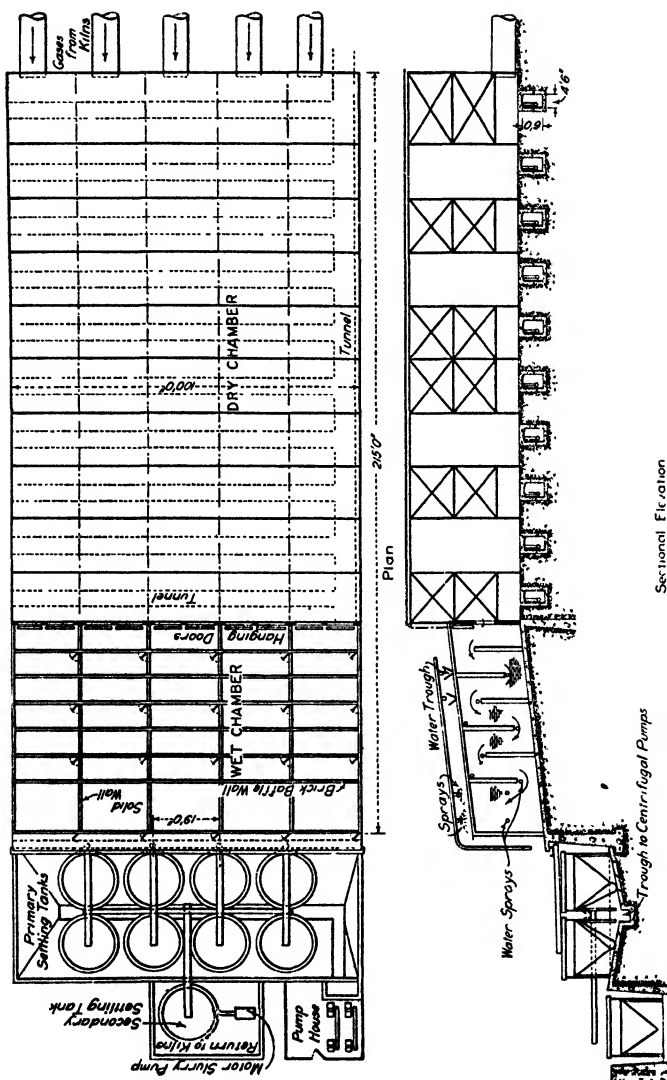 Gases
from
Kilns
100'0"
DRY CHAMBER
Tunnel
215'0"
Tunnel
Hanging
Doors
WET CHAMBER
Solid
Wall
19'0"
Brick Baffle Wall
Primary
Settling Tanks
Secondary
Settling Tank
Return to Kilns
Motor Slurry Pump
Pump
House
Plan
4'6"
6'0"
Water Trough
Sprays
Water Sprays
Trough to Centrifugal Pumps
Sectional Elevation